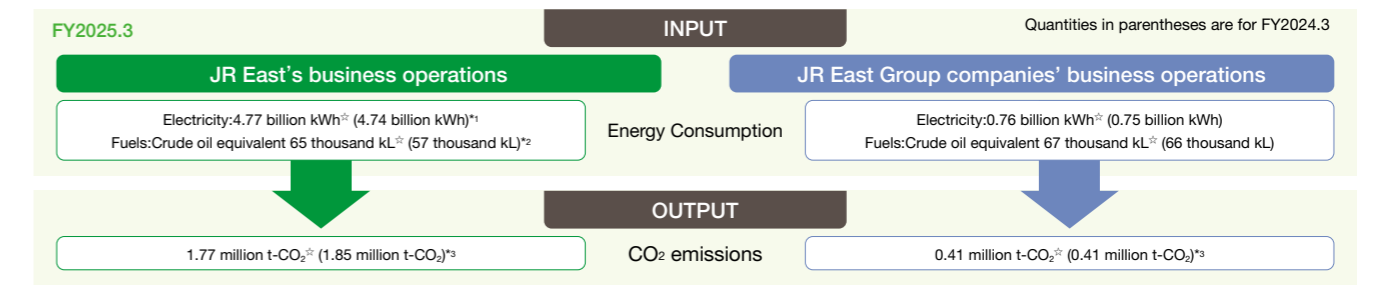 FY2025.3
INPUT
Quantities in parentheses are for FY2024.3
JR East's business operations
JR East Group companies' business operations
Electricity:4.77 billion kWh☆ (4.74 billion kWh)*1
Fuels:Crude oil equivalent 65 thousand kL☆ (57 thousand kL)*2
Energy Consumption
Electricity:0.76 billion kWh☆ (0.75 billion kWh)
Fuels:Crude oil equivalent 67 thousand kL☆ (66 thousand kL)
OUTPUT
1.77 million t-CO₂☆ (1.85 million t-CO₂)*3
CO₂ emissions
0.41 million t-CO₂☆ (0.41 million t-CO₂)*3